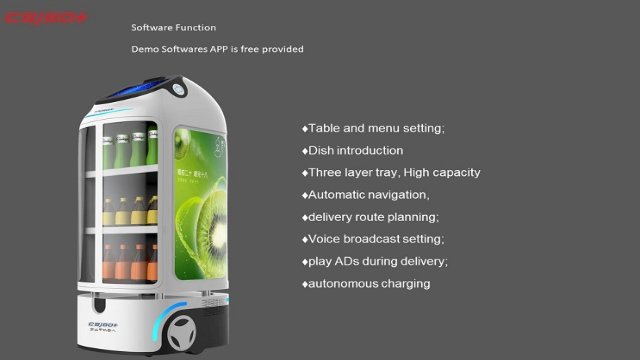 CSJBOT
Software Function
Demo Softwares APP is free provided
♦Table and menu setting;
♦Dish introduction
♦Three layer tray, High capacity
♦Automatic navigation,
♦delivery route planning;
♦Voice broadcast setting;
♦play ADs during delivery;
♦autonomous charging
CSJBOT